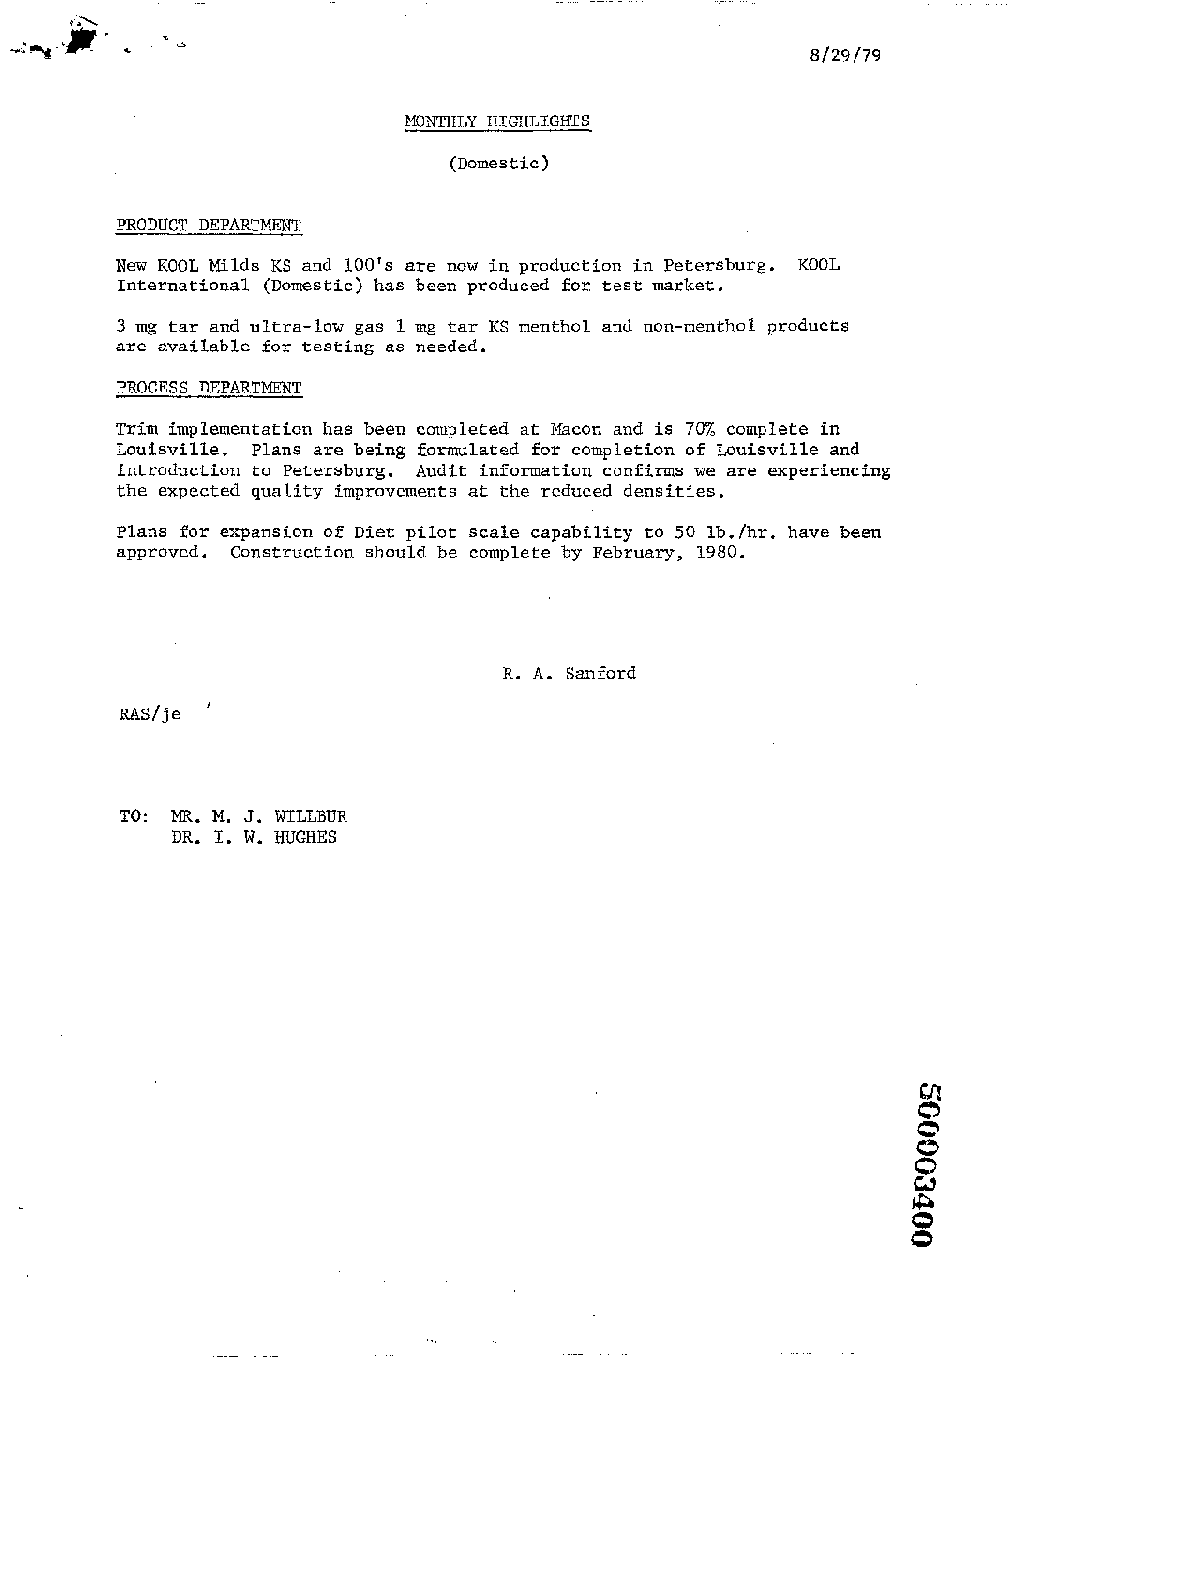 8/29/79
MONTHLY HIGHLIGHTS
(Domestic)
PRODUCT DEPARTMENT
New KOOL Milds KS and 100's are now in production in Petersburg. KOOL
International (Domestic) has been produced for test market.
3 mg tar and ultra-low gas 1 mg tar KS menthol and non-menthol products
are available for testing as needed.
PROCESS DEPARTMENT
Trim implementation has been completed at Macon and is 70% complete in
Louisville. Plans are being formulated for completion of Louisville and
introduction to Petersburg. Audit information confirms we are experiencing
the expected quality improvements at the reduced densities.
Plans for expansion of Diet pilot scale capability to 50 lb./hr. have been
approved. Construction should be complete by February, 1980.
R. A. Sanford
RAS/je
TO: MR. M. J. WILLBUR
DR. I. W. HUGHES
500003400